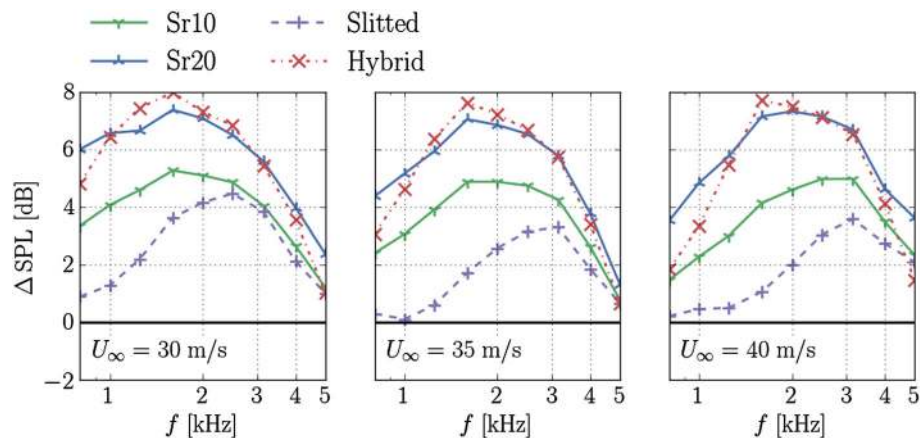 Sr10 Slitted
Sr20 Hybrid
Δ SPL [dB]
8
6
4
2
0
−2
U∞ = 30 m/s
1 2 3 4 5
f [kHz]
U∞ = 35 m/s
1 2 3 4 5
f [kHz]
U∞ = 40 m/s
1 2 3 4 5
f [kHz]